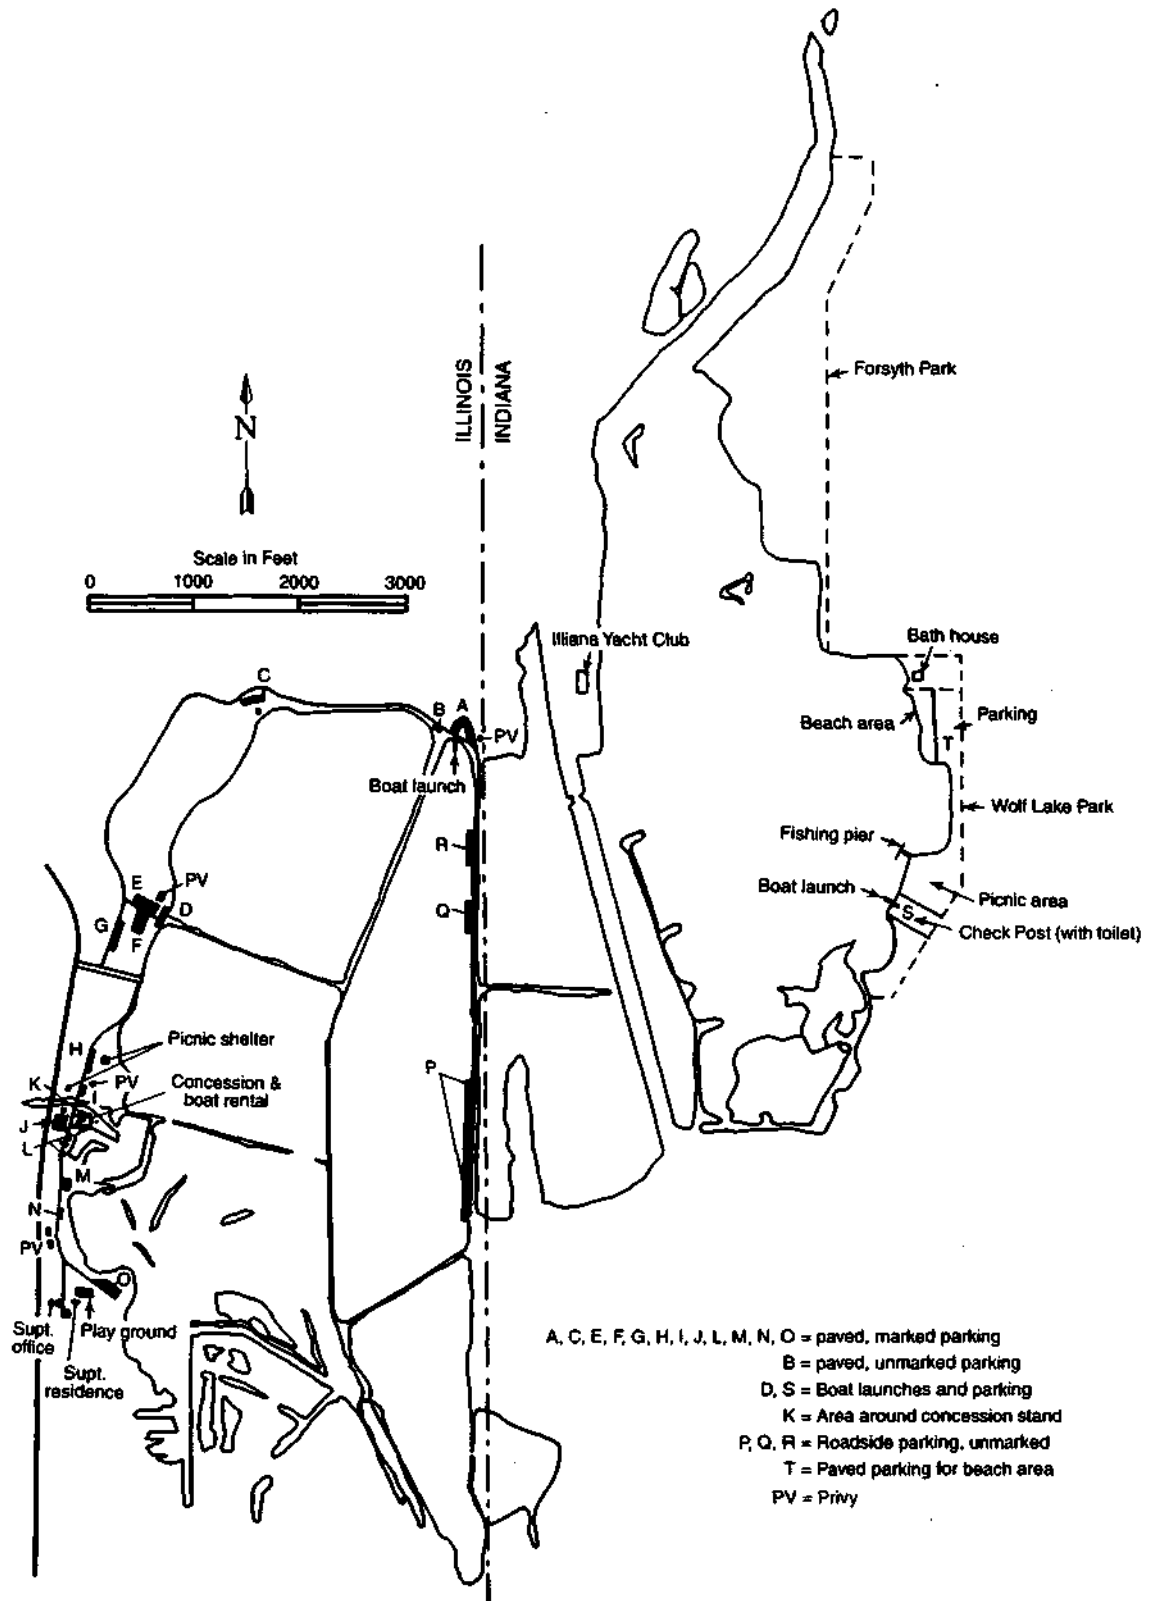 Forsyth Park
ILLINOIS
INDIANA
N
Scale in Feet
0 1000 2000 3000
Illiana Yacht Club
Bath house
C
B A
PV
Beach area
Parking
T
Boat launch
Wolf Lake Park
R
Fishing pier
E
PV
D
Boat launch
Picnic area
G
F
Q
S
Check Post (with toilet)
H
Picnic shelter
K
PV
Concession &
boat rental
P
J
L
M
N
PV
O
Supt.
office
Play ground
Supt.
residence
A, C, E, F, G, H, I, J, L, M, N, O = paved, marked parking
B = paved, unmarked parking
D, S = Boat launches and parking
K = Area around concession stand
P, Q, R = Roadside parking, unmarked
T = Paved parking for beach area
PV = Privy